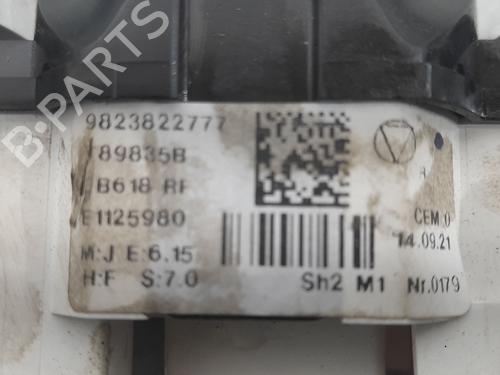 B-PARTS
9823822777
89835B
B618 RF
E1125980
CEM.0
M:J E:6.15
14.09.21
H:F S:7.0
Sh2 M1 Nr.0179